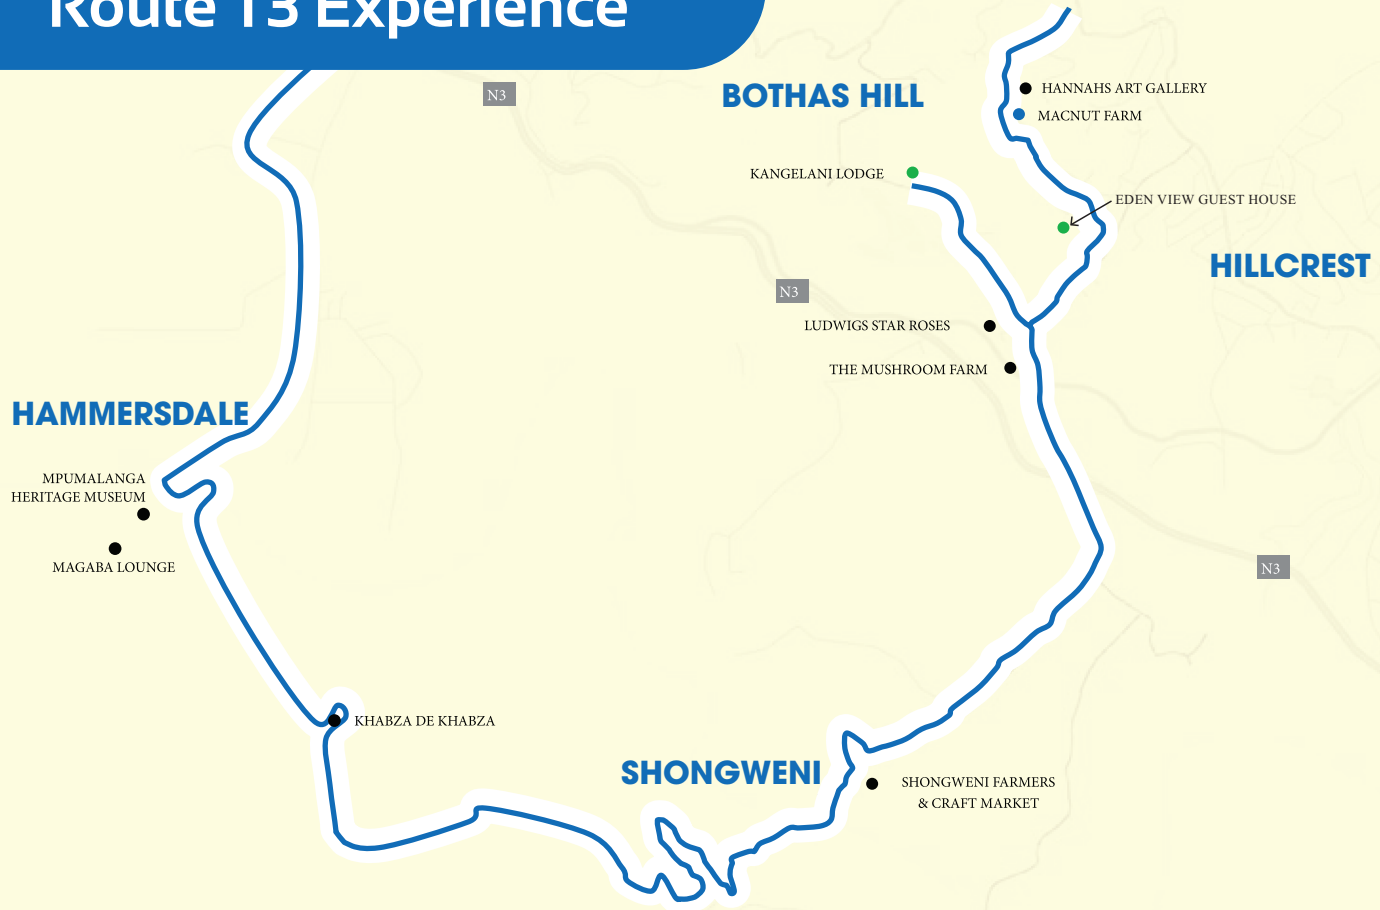 Route 13 Experience
N3
BOTHAS HILL
HANNAHS ART GALLERY
MACNUT FARM
KANGELANI LODGE
EDEN VIEW GUEST HOUSE
HILLCREST
N3
LUDWIGS STAR ROSES
THE MUSHROOM FARM
HAMMERSDALE
MPUMALANGA
HERITAGE MUSEUM
MAGABA LOUNGE
N3
KHABZA DE KHABZA
SHONGWENI
SHONGWENI FARMERS
& CRAFT MARKET